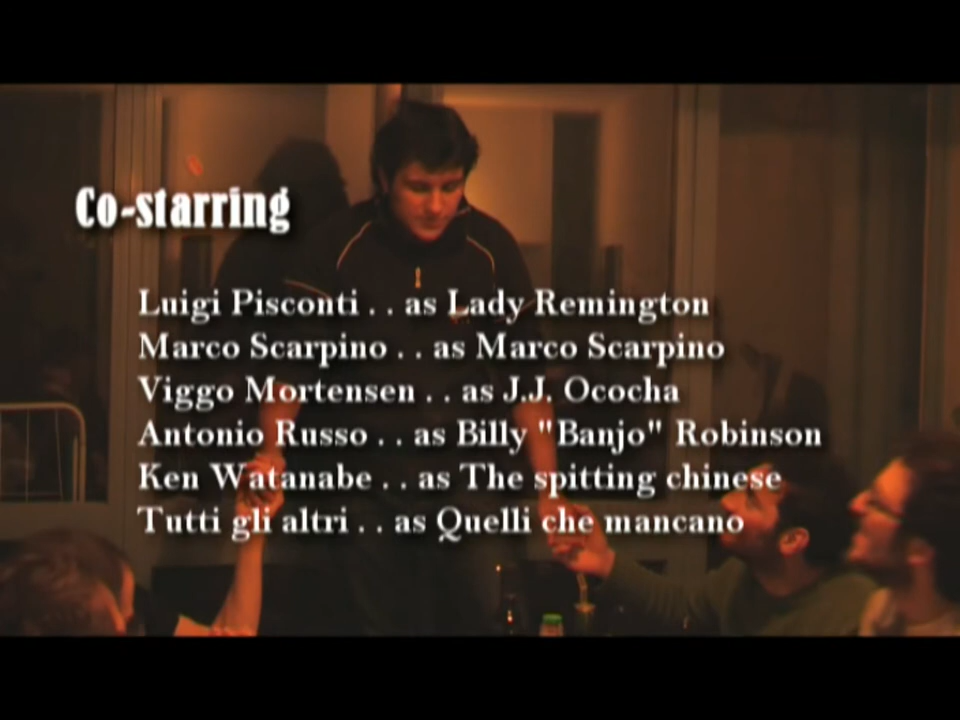 Co-starring
Luigi Pisconti . . as Lady Remington
Marco Scarpino . . as Marco Scarpino
Viggo Mortensen . . as J.J. Ococha
Antonio Russo . . as Billy "Banjo" Robinson
Ken Watanabe . . as The spitting chinese
Tutti gli altri . . as Quelli che mancano